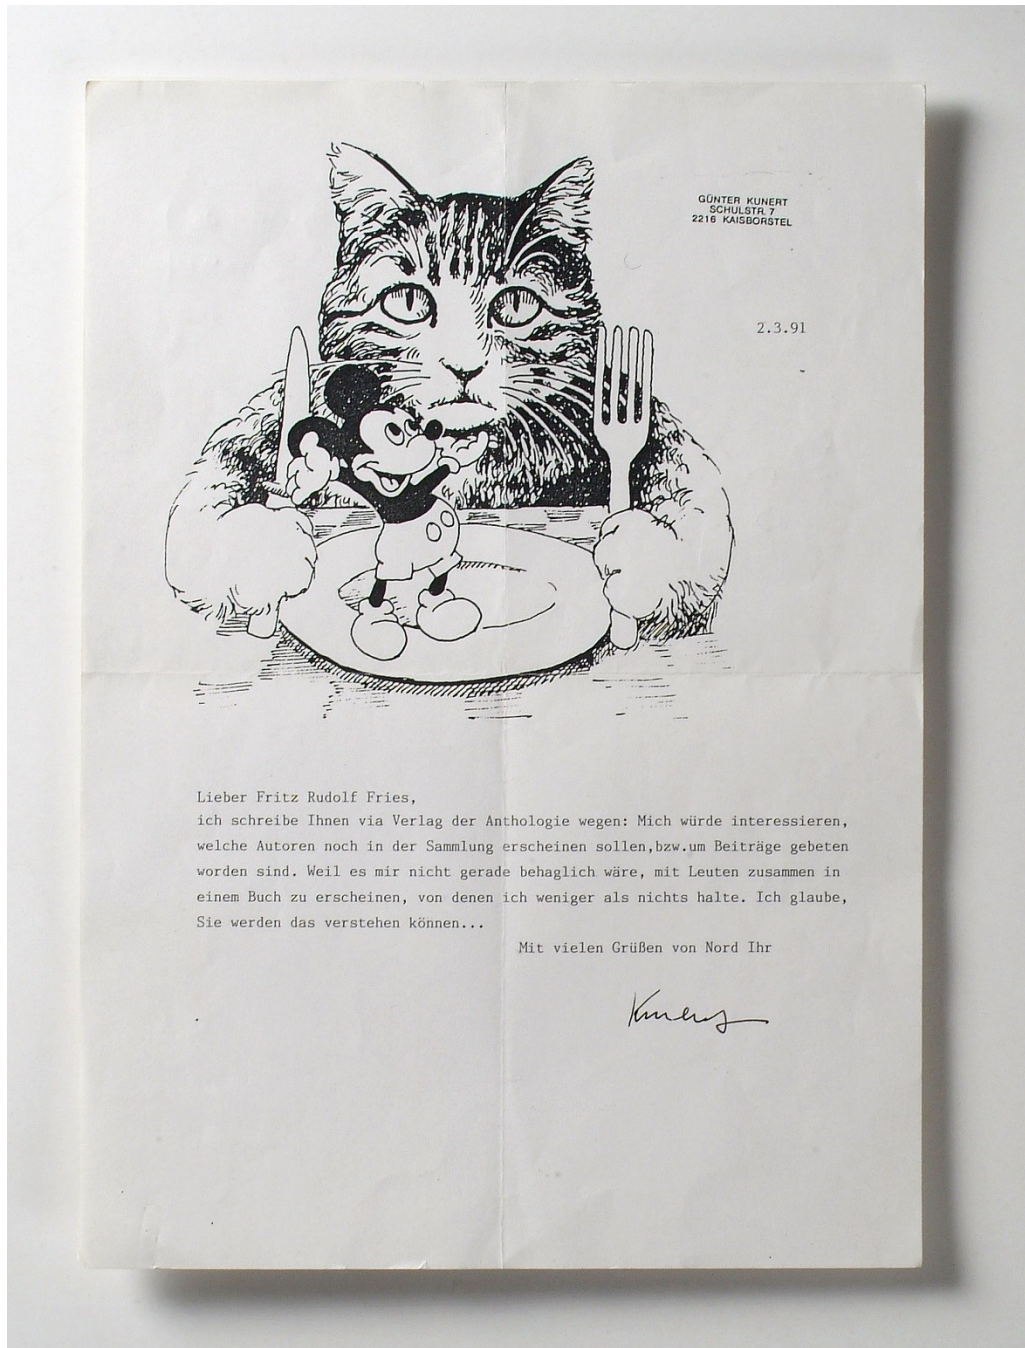 GÜNTER KUNERT
SCHULSTR. 7
2216 KAISBORSTEL
2.3.91
Lieber Fritz Rudolf Fries,
ich schreibe Ihnen via Verlag der Anthologie wegen: Mich würde interessieren,
welche Autoren noch in der Sammlung erscheinen sollen,bzw.um Beiträge gebeten
worden sind. Weil es mir nicht gerade behaglich wäre, mit Leuten zusammen in
einem Buch zu erscheinen, von denen ich weniger als nichts halte. Ich glaube,
Sie werden das verstehen können...
Mit vielen Grüßen von Nord Ihr
Kunert